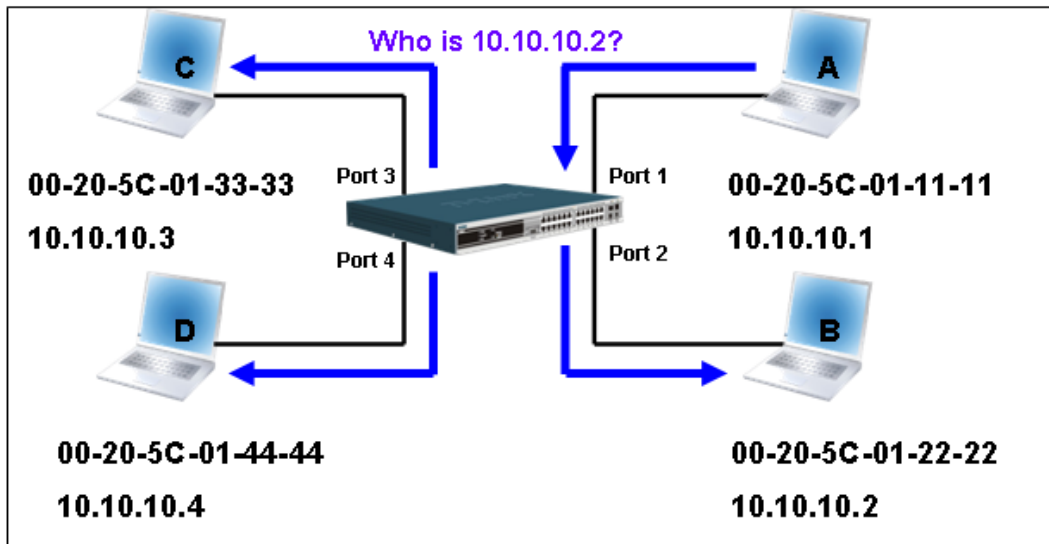 Who is 10.10.10.2?
C
A
00-20-5C-01-33-33
10.10.10.3
Port 3
Port 1
00-20-5C-01-11-11
10.10.10.1
Port 4
Port 2
D
B
00-20-5C-01-44-44
10.10.10.4
00-20-5C-01-22-22
10.10.10.2